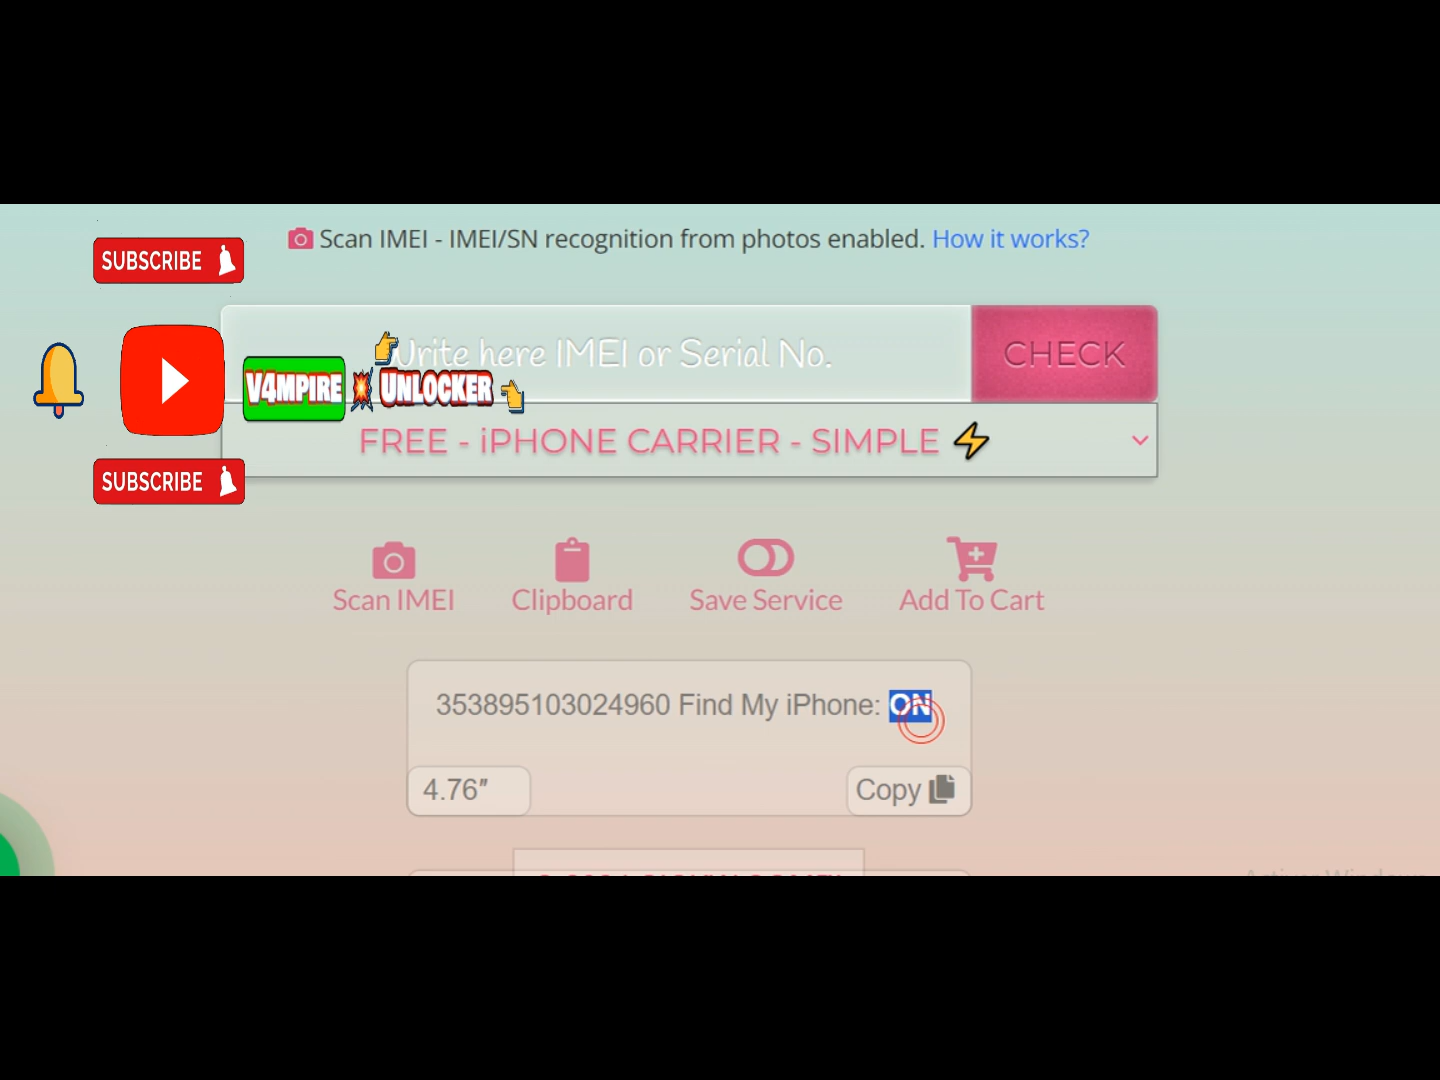 Scan IMEI - IMEI/SN recognition from photos enabled. How it works?
SUBSCRIBE
Write here IMEI or Serial No.
CHECK
V4MPIRE UNLOCKER
FREE - iPHONE CARRIER - SIMPLE
SUBSCRIBE
Scan IMEI Clipboard Save Service Add To Cart
353895103024960 Find My iPhone: ON
4.76″
Copy